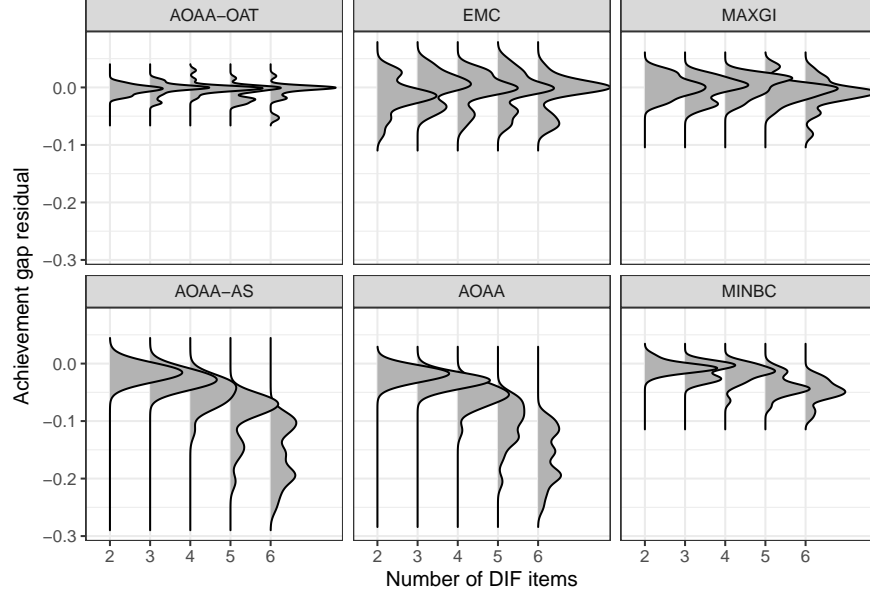 AOAA−OAT EMC MAXGI
0.0
−0.1
−0.2
−0.3
AOAA−AS AOAA MINBC
0.0
−0.1
−0.2
−0.3
2 3 4 5 6 2 3 4 5 6 2 3 4 5 6
Number of DIF items
Achievement gap residual